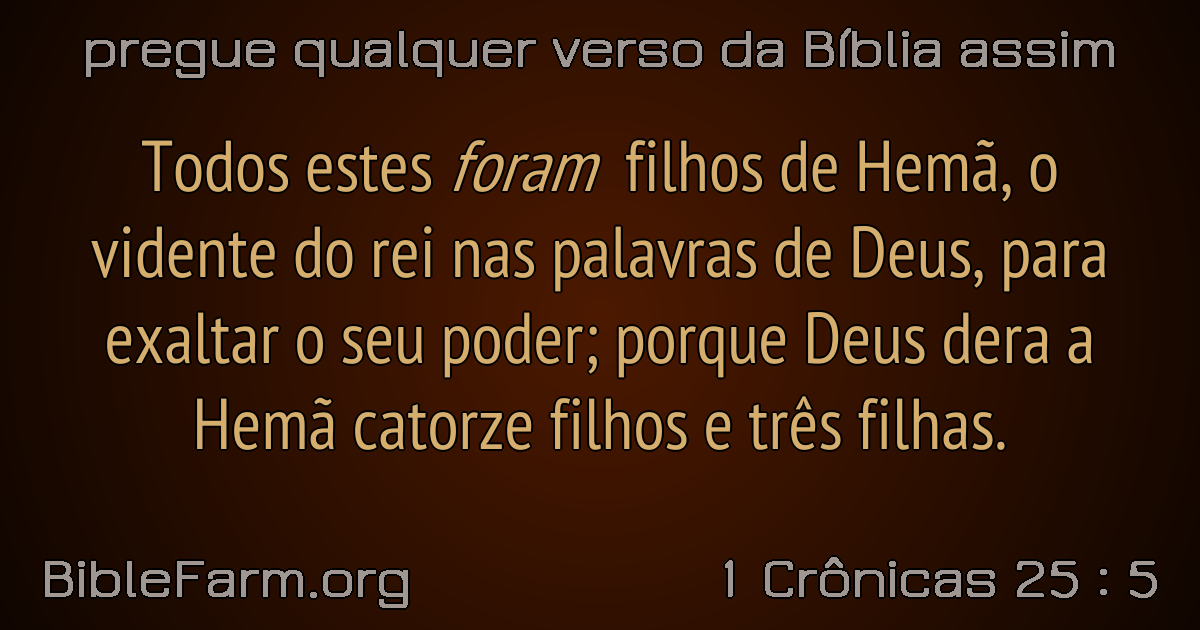 pregue qualquer verso da Bíblia assim
Todos estes foram filhos de Hemã, o
vidente do rei nas palavras de Deus, para
exaltar o seu poder; porque Deus dera a
Hemã catorze filhos e três filhas.
BibleFarm.org
1 Crônicas 25 : 5